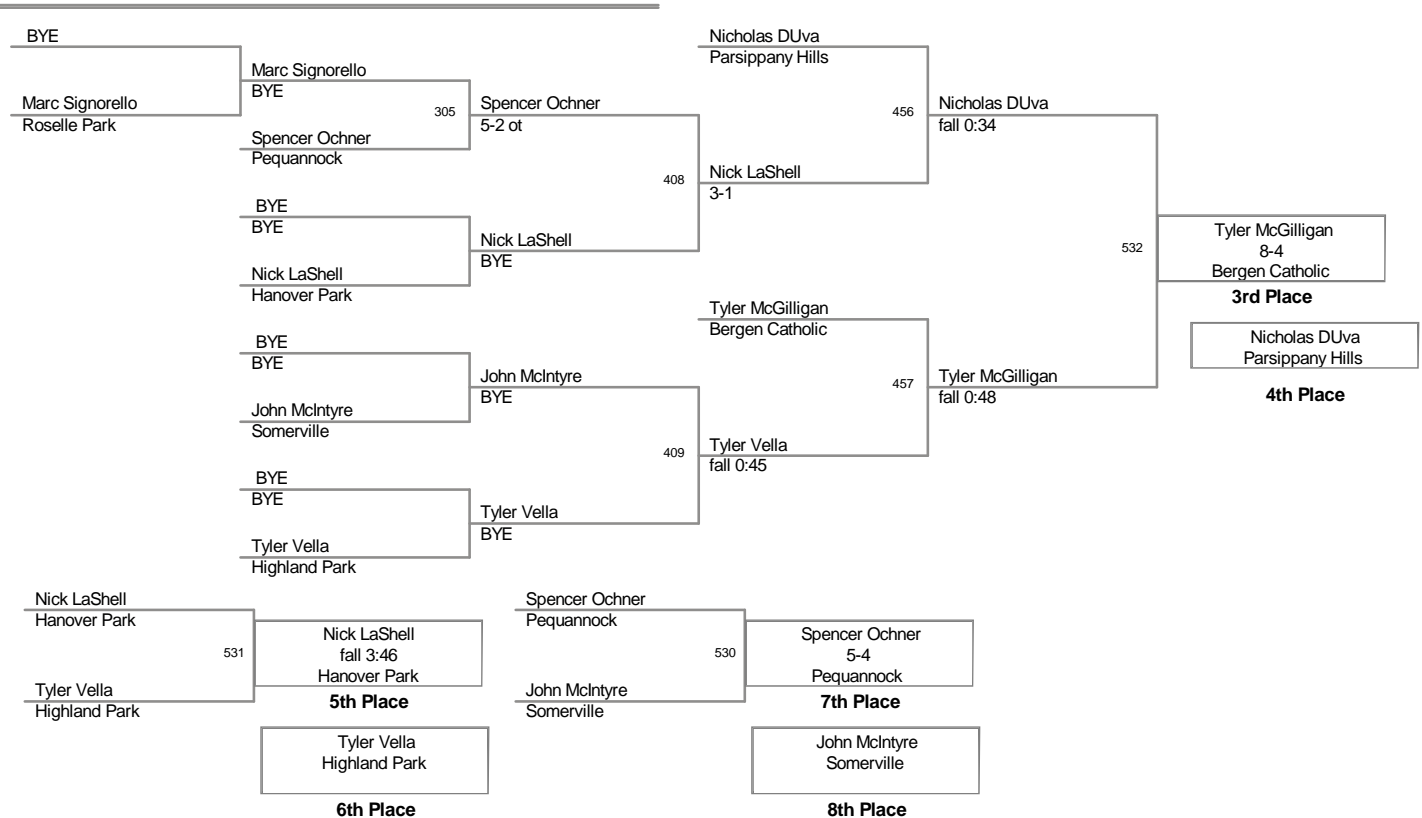 BYE
Marc Signorello
Roselle Park
Marc Signorello
BYE
305
Spencer Ochner
Pequannock
Spencer Ochner
5-2 ot
BYE
BYE
Nick LaShell
Hanover Park
Nick LaShell
BYE
408
Nicholas DUva
Parsippany Hills
Nick LaShell
3-1
456
Nicholas DUva
fall 0:34
BYE
BYE
John McIntyre
Somerville
John McIntyre
BYE
BYE
BYE
Tyler Vella
Highland Park
Tyler Vella
BYE
409
Tyler McGilligan
Bergen Catholic
Tyler Vella
fall 0:45
457
Tyler McGilligan
fall 0:48
532
Tyler McGilligan
8-4
Bergen Catholic
3rd Place
Nicholas DUva
Parsippany Hills
4th Place
Nick LaShell
Hanover Park
531
Tyler Vella
Highland Park
Nick LaShell
fall 3:46
Hanover Park
5th Place
Tyler Vella
Highland Park
6th Place
Spencer Ochner
Pequannock
530
John McIntyre
Somerville
Spencer Ochner
5-4
Pequannock
7th Place
John McIntyre
Somerville
8th Place